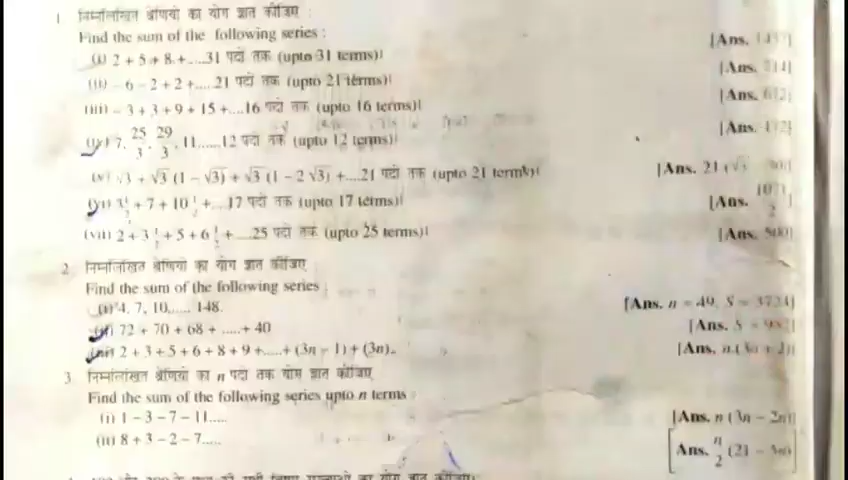 1 निम्नलिखित श्रेणियों का योग ज्ञात कीजिए :
Find the sum of the following series :
(i) 2 + 5 + 8 + .....31 पदों तक (upto 31 terms)।
[Ans.
(ii) – 6 – 2 + 2 +.....21 पदों तक (upto 21 terms)।
[Ans.
(iii) – 3 + 3 + 9 + 15 +....16 पदों तक (upto 16 terms)।
[Ans.
(iv) 7, 25/3, 29/3, 11......12 पदों तक (upto 12 terms)।
[Ans.
(v) √3 + √3 (1 – √3) + √3 (1 – 2 √3) +....21 पदों तक (upto 21 terms)।
[Ans. 21
(vi) + 7 + +....17 पदों तक (upto 17 terms)।
[Ans.
(vii) 2 + + 5 + +....25 पदों तक (upto 25 terms)।
[Ans.
2 निम्नलिखित श्रेणियों का योग ज्ञात कीजिए
Find the sum of the following series :
(i) 4, 7, 10,...... 148.
[Ans. n = 49, S = 3724]
(ii) 72 + 70 + 68 + .....+ 40
[Ans. S =
(iii) 2 + 3 + 5 + 6 + 8 + 9 +.....+ (3n – 1) + (3n).
[Ans. n (3n + 2)]
3 निम्नलिखित श्रेणियों का n पदों तक योग ज्ञात कीजिए
Find the sum of the following series upto n terms :
(i) 1 – 3 – 7 – 11.....
[Ans. n (3n – 2n)]
(ii) 8 + 3 – 2 – 7.....
[Ans. n/2 (21 – 5n)]